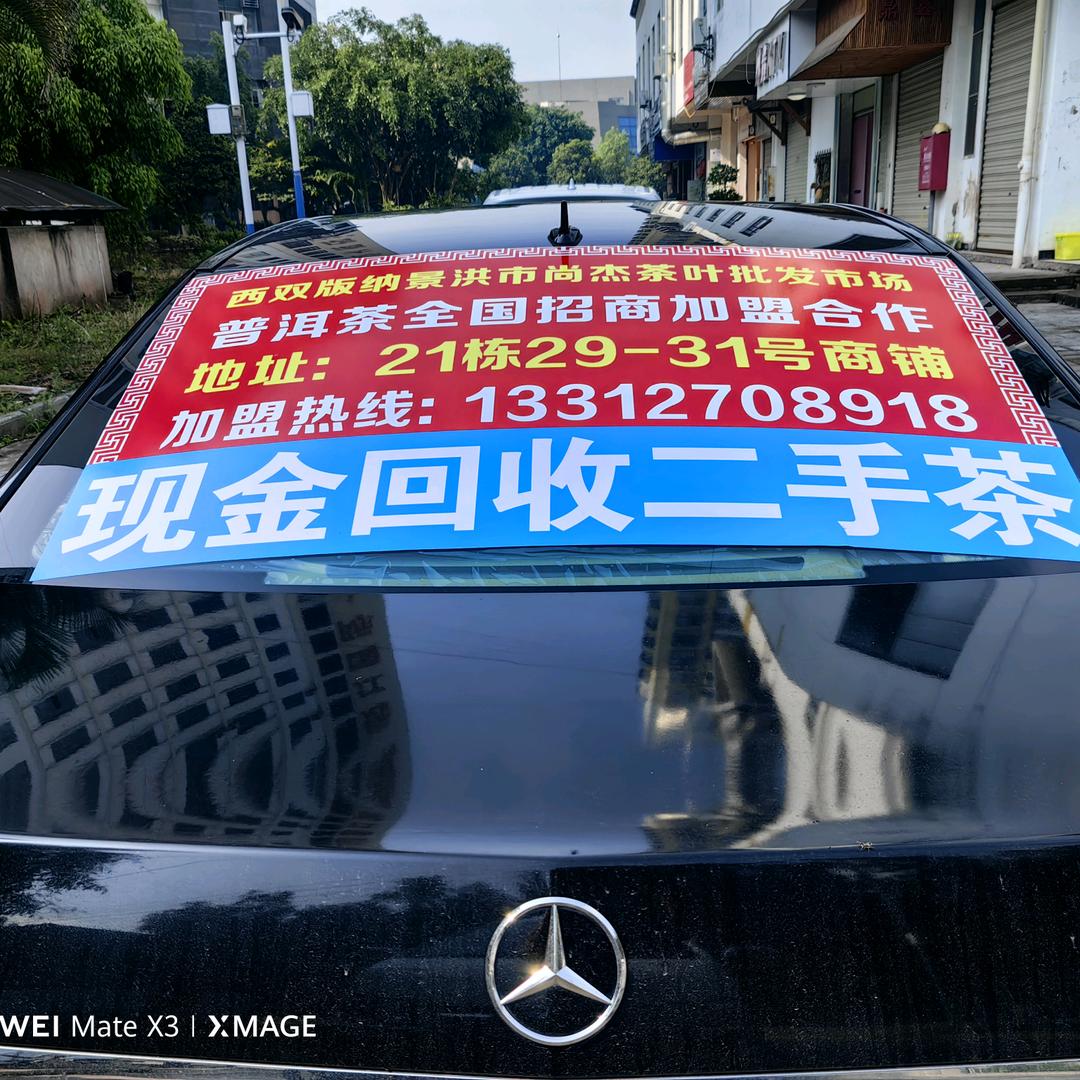 西双版纳景洪市尚杰茶叶批发市场
普洱茶全国招商加盟合作
地址：21栋29-31号商铺
加盟热线：13312708918
现金回收二手茶
WEI Mate X3 | XMAGE